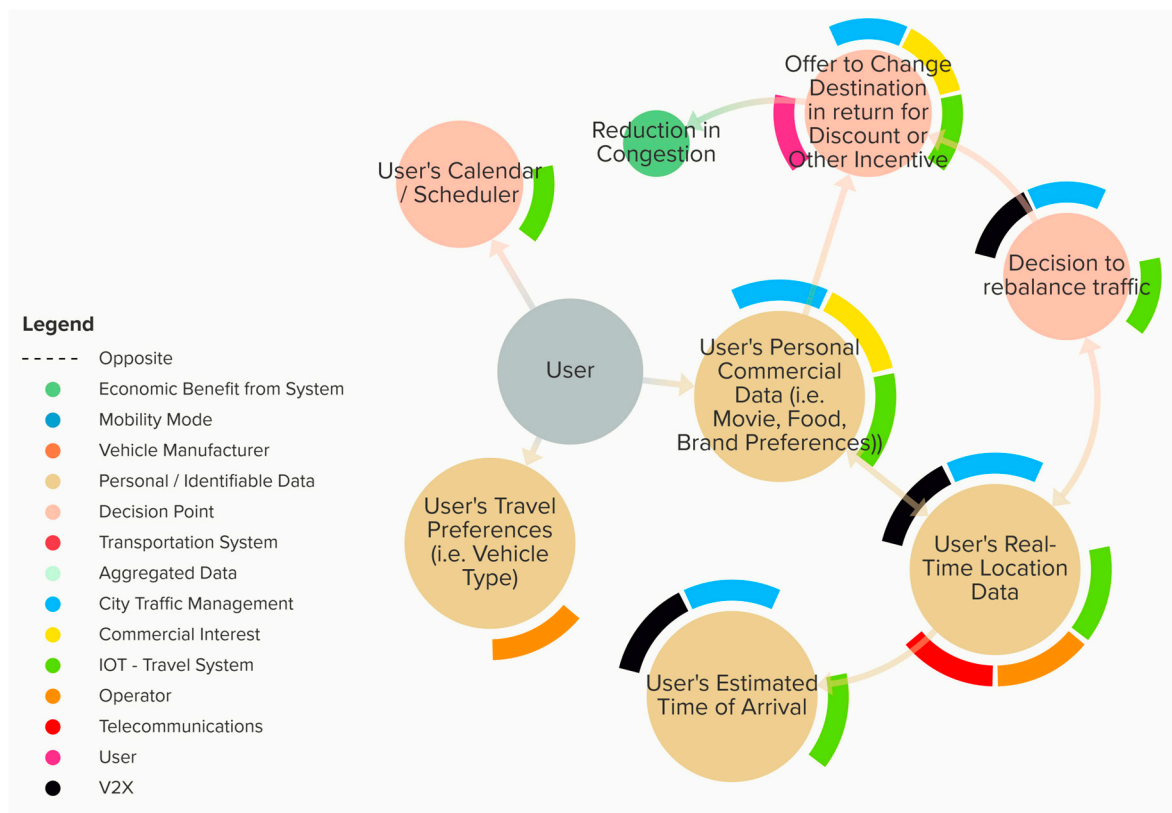 Offer to Change
Destination
in return for
Discount or
Other Incentive
Reduction in
Congestion
User's Calendar
/ Scheduler
Decision to
rebalance traffic
User
User's Personal
Commercial
Data (i.e.
Movie, Food,
Brand Preferences))
User's Travel
Preferences
(i.e. Vehicle
Type)
User's Real-
Time Location
Data
User's Estimated
Time of Arrival
Legend
Opposite
Economic Benefit from System
Mobility Mode
Vehicle Manufacturer
Personal / Identifiable Data
Decision Point
Transportation System
Aggregated Data
City Traffic Management
Commercial Interest
IOT - Travel System
Operator
Telecommunications
User
V2X